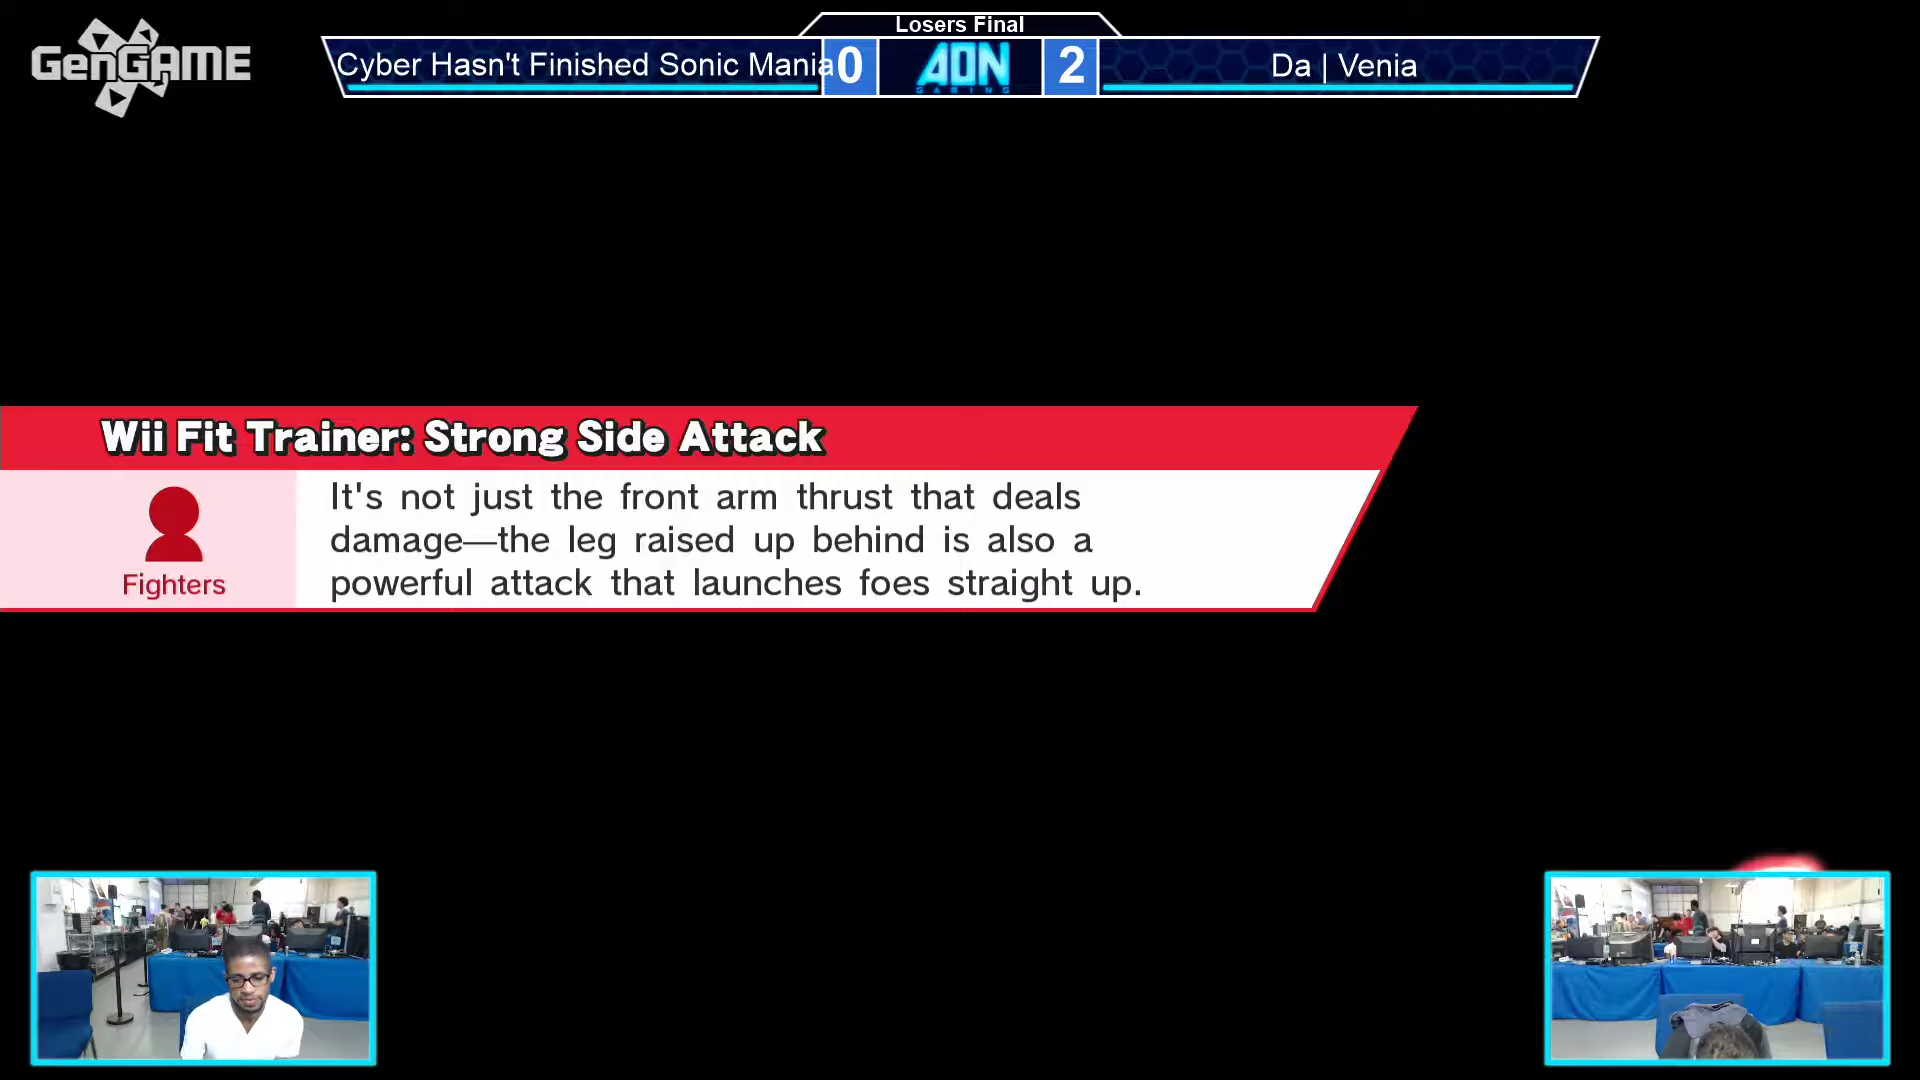 Losers Final
GENGAME
Cyber Hasn't Finished Sonic Mania
0
AON
GAMING
2
Da | Venia
Wii Fit Trainer: Strong Side Attack
Fighters
It's not just the front arm thrust that deals
damage—the leg raised up behind is also a
powerful attack that launches foes straight up.